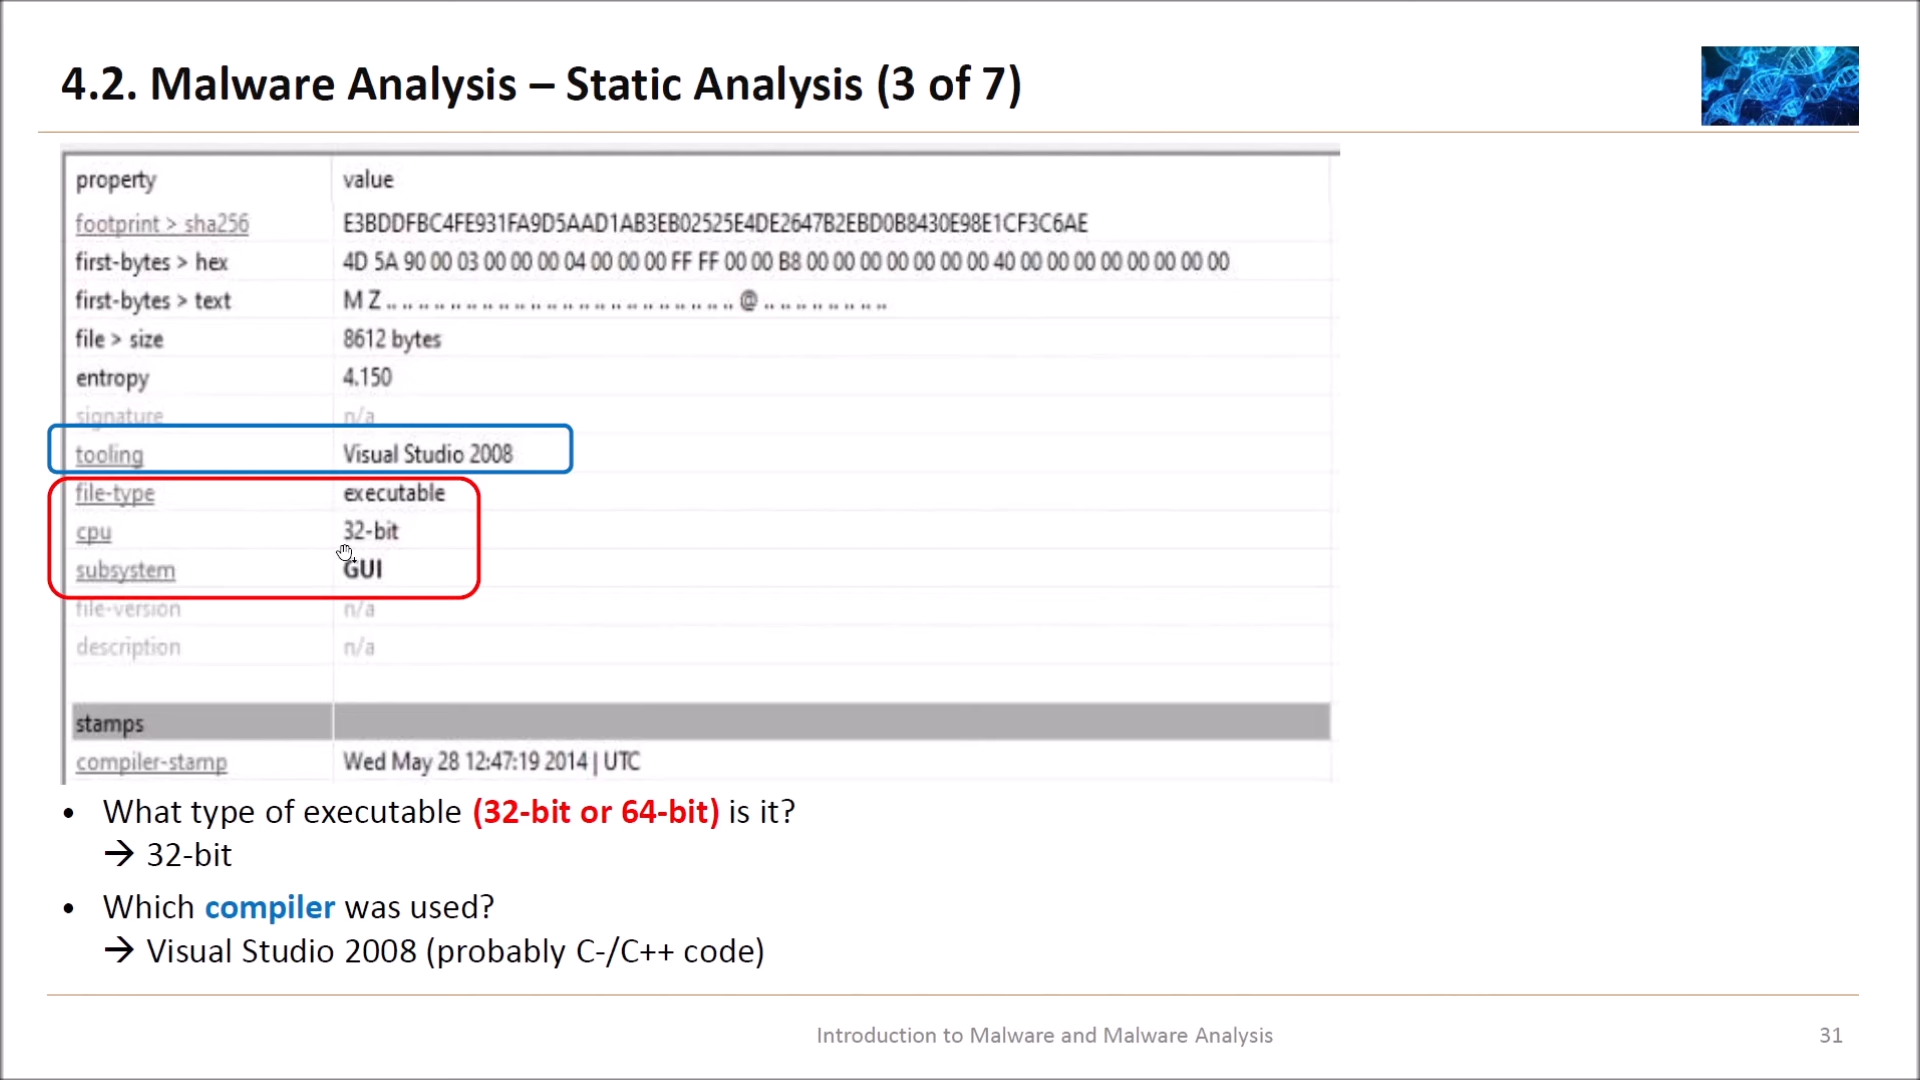 4.2. Malware Analysis – Static Analysis (3 of 7)
property value
footprint > sha256 E3BDDFBC4FE931FA9D5AAD1AB3EB02525E4DE2647B2EBD0B8430E98E1CF3C6AE
first-bytes > hex 4D 5A 90 00 03 00 00 00 04 00 00 00 FF FF 00 00 B8 00 00 00 00 00 00 00 40 00 00 00 00 00 00 00 00
first-bytes > text M Z .. .. .. .. .. .. .. .. .. .. .. .. .. .. .. .. .. .. .. .. .. .. @ .. .. .. .. .. .. .. ..
file > size 8612 bytes
entropy 4.150
signature n/a
tooling Visual Studio 2008
file-type executable
cpu 32-bit
subsystem GUI
file-version n/a
description n/a
stamps
compiler-stamp Wed May 28 12:47:19 2014 | UTC
• What type of executable (32-bit or 64-bit) is it?
→ 32-bit
• Which compiler was used?
→ Visual Studio 2008 (probably C-/C++ code)
Introduction to Malware and Malware Analysis 31